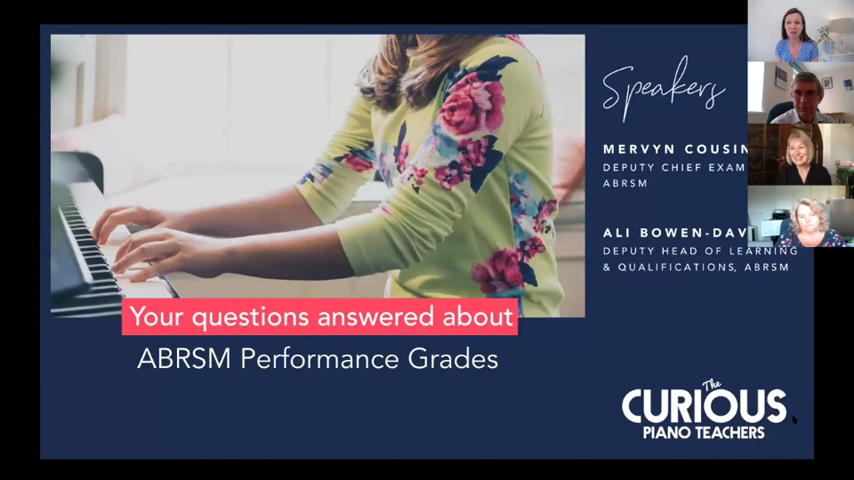 Speakers
MERVYN COUSIN
DEPUTY CHIEF EXAM
ABRSM
ALI BOWEN-DAV
DEPUTY HEAD OF LEARNING
& QUALIFICATIONS, ABRSM
Your questions answered about
ABRSM Performance Grades
The
CURIOUS
PIANO TEACHERS